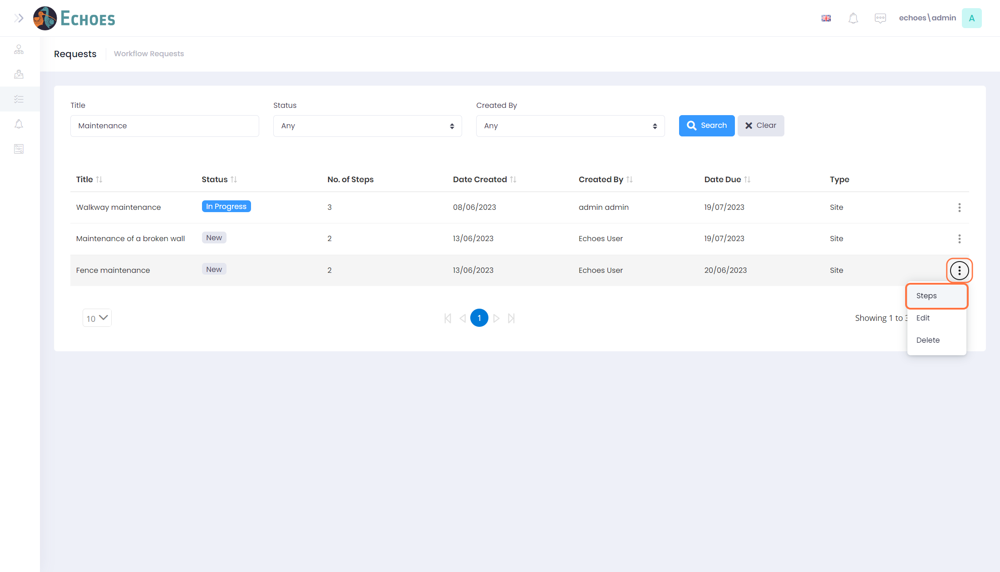 Echoes
echoes\admin A
Requests Workflow Requests
Title Status Created By
Maintenance Any Any Search Clear
Title Status No. of Steps Date Created Created By Date Due Type
Walkway maintenance In Progress 3 08/06/2023 admin admin 19/07/2023 Site
Maintenance of a broken wall New 2 13/06/2023 Echoes User 19/07/2023 Site
Fence maintenance New 2 13/06/2023 Echoes User 20/06/2023 Site
Steps
10 1 Showing 1 to 3 Edit
Delete